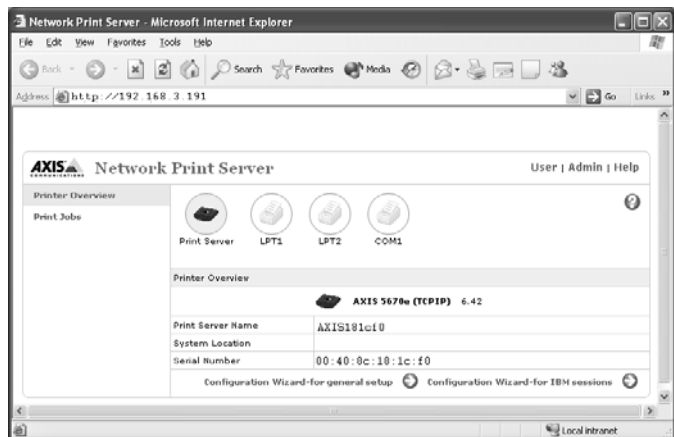 Network Print Server - Microsoft Internet Explorer
File Edit View Favorites Tools Help
Back Search Favorites Media
Address http://192.168.3.191 Go Links »
AXIS COMMUNICATIONS Network Print Server User | Admin | Help
Printer Overview
Print Jobs
Print Server LPT1 LPT2 COM1
Printer Overview
AXIS 5670e (TCPIP) 6.42
Print Server Name AXIS181cf0
System Location
Serial Number 00:40:8c:18:1c:f0
Configuration Wizard-for general setup Configuration Wizard-for IBM sessions
Local intranet